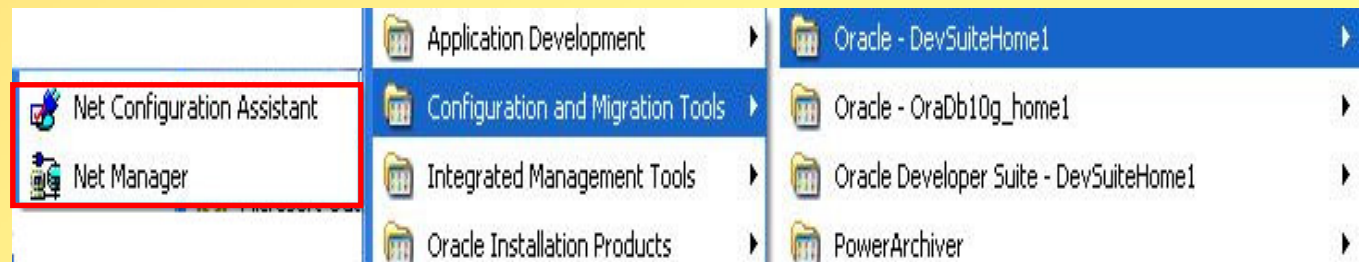 Net Configuration Assistant
Net Manager
Application Development
Configuration and Migration Tools
Integrated Management Tools
Oracle Installation Products
Oracle - DevSuiteHome1
Oracle - OraDb10g_home1
Oracle Developer Suite - DevSuiteHome1
PowerArchiver